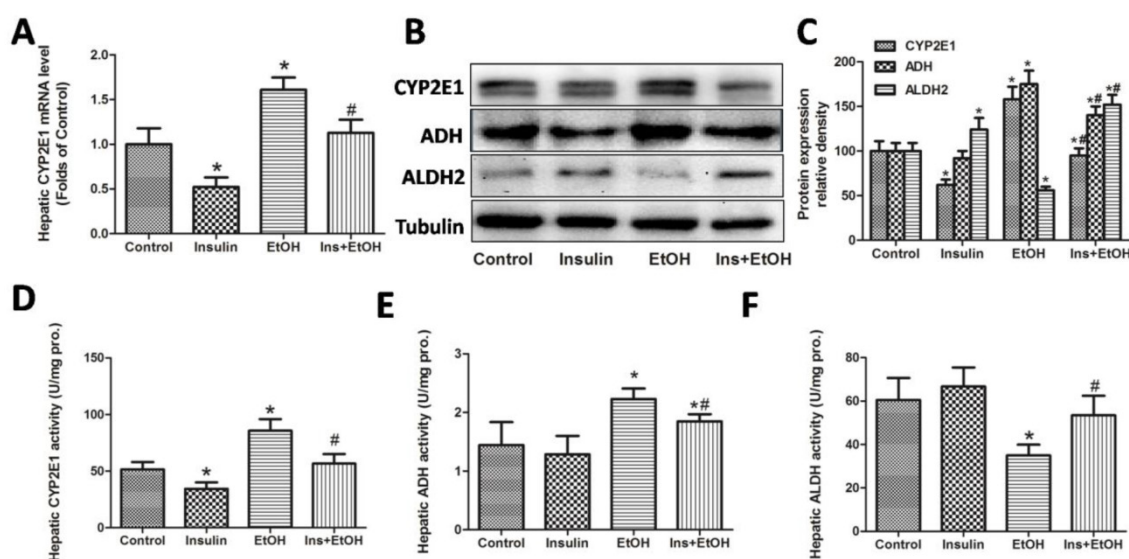 A
Hepatic CYP2E1 mRNA level
(Folds of Control)
2.0
1.5
1.0
0.5
0.0
*
*
#
Control Insulin EtOH Ins+EtOH
B
CYP2E1
ADH
ALDH2
Tubulin
Control Insulin EtOH Ins+EtOH
C
CYP2E1
ADH
ALDH2
Protein expression
relative density
200
150
100
50
0
* * * * * *# *# *#
Control Insulin EtOH Ins+EtOH
D
Hepatic CYP2E1 activity (U/mg pro.)
150
100
50
0
*
*
#
Control Insulin EtOH Ins+EtOH
E
Hepatic ADH activity (U/mg pro.)
3
2
1
0
*
*#
Control Insulin EtOH Ins+EtOH
F
Hepatic ALDH activity (U/mg pro.)
80
60
40
20
0
*
#
Control Insulin EtOH Ins+EtOH